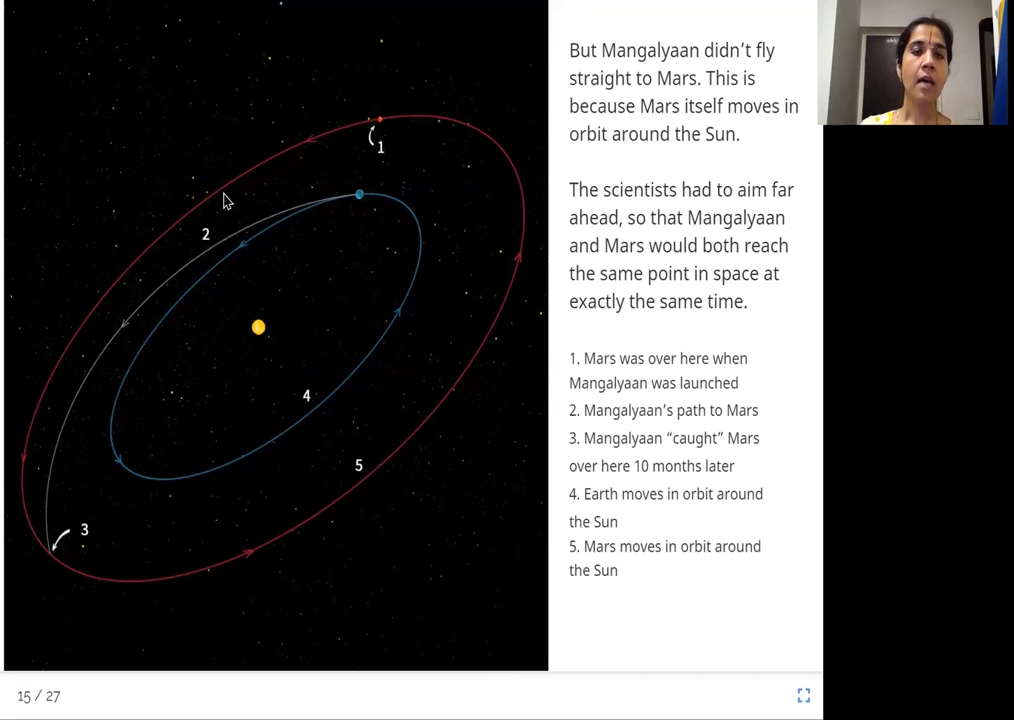 But Mangalyaan didn’t fly
straight to Mars. This is
because Mars itself moves in
orbit around the Sun.
The scientists had to aim far
ahead, so that Mangalyaan
and Mars would both reach
the same point in space at
exactly the same time.
1. Mars was over here when
Mangalyaan was launched
2. Mangalyaan’s path to Mars
3. Mangalyaan “caught” Mars
over here 10 months later
4. Earth moves in orbit around
the Sun
5. Mars moves in orbit around
the Sun
1
2
4
5
3
15 / 27